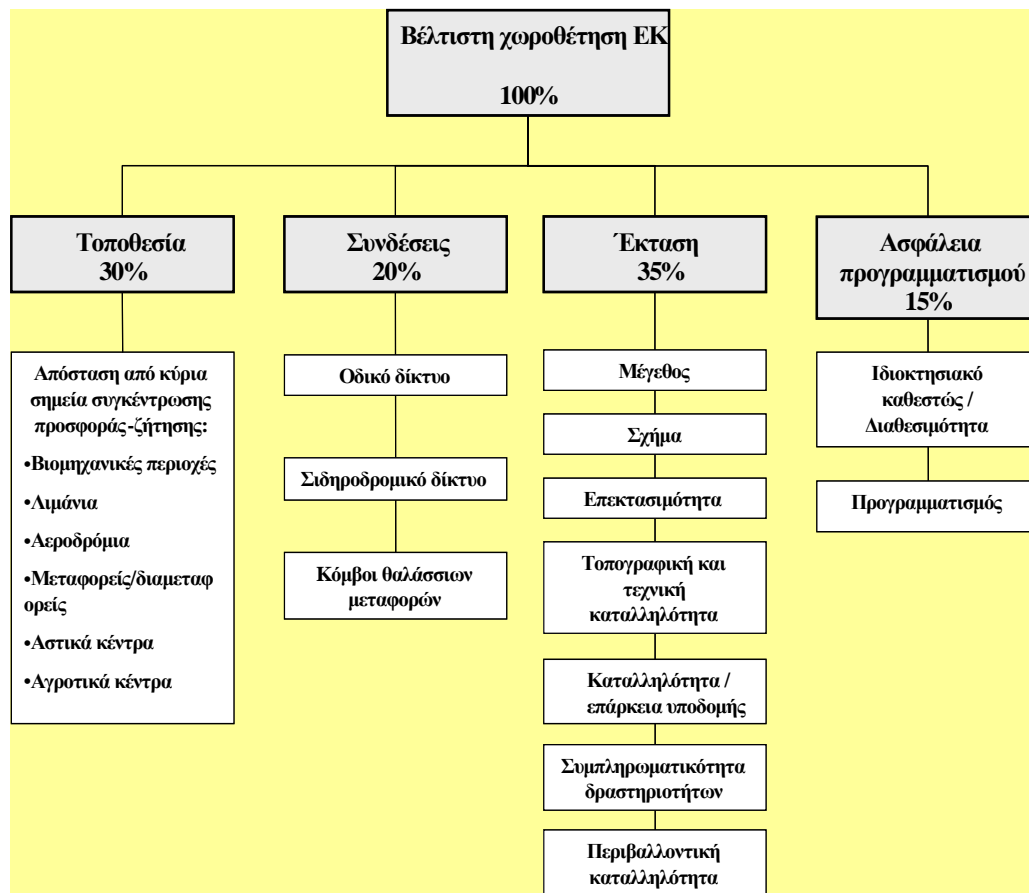 Βέλτιστη χωροθέτηση ΕΚ
100%
Τοποθεσία
30%
Απόσταση από κύρια
σημεία συγκέντρωσης
προσφοράς-ζήτησης:
•Βιομηχανικές περιοχές
•Λιμάνια
•Αεροδρόμια
•Μεταφορείς/διαμεταφ
ορείς
•Αστικά κέντρα
•Αγροτικά κέντρα
Συνδέσεις
20%
Οδικό δίκτυο
Σιδηροδρομικό δίκτυο
Κόμβοι θαλάσσιων
μεταφορών
Έκταση
35%
Μέγεθος
Σχήμα
Επεκτασιμότητα
Τοπογραφική και
τεχνική
καταλληλότητα
Καταλληλότητα /
επάρκεια υποδομής
Συμπληρωματικότητα
δραστηριοτήτων
Περιβαλλοντική
καταλληλότητα
Ασφάλεια
προγραμματισμού
15%
Ιδιοκτησιακό
καθεστώς /
Διαθεσιμότητα
Προγραμματισμός